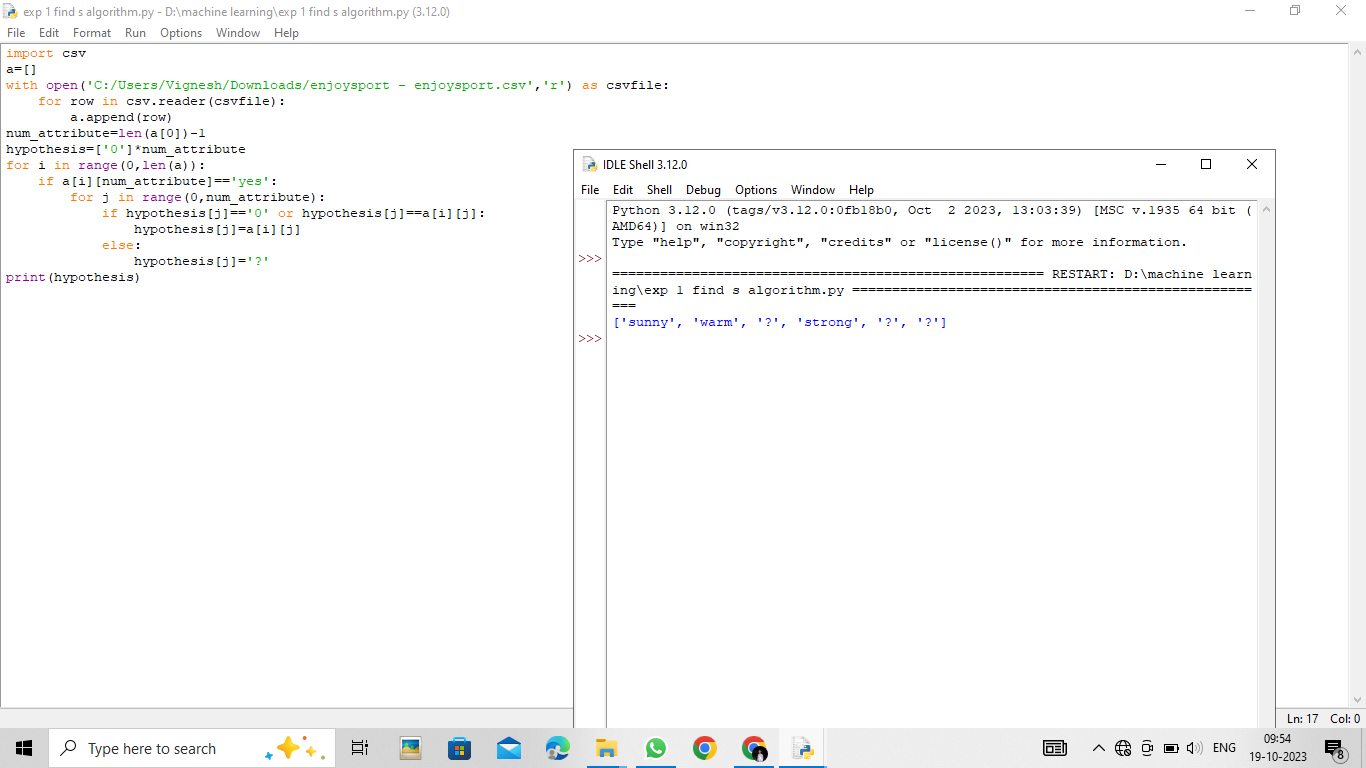 exp 1 find s algorithm.py - D:\machine learning\exp 1 find s algorithm.py (3.12.0)
File Edit Format Run Options Window Help
import csv
a=[]
with open('C:/Users/Vignesh/Downloads/enjoysport - enjoysport.csv','r') as csvfile:
    for row in csv.reader(csvfile):
        a.append(row)
num_attribute=len(a[0])-1
hypothesis=['0']*num_attribute
for i in range(0,len(a)):
    if a[i][num_attribute]=='yes':
        for j in range(0,num_attribute):
            if hypothesis[j]=='0' or hypothesis[j]==a[i][j]:
                hypothesis[j]=a[i][j]
            else:
                hypothesis[j]='?'
print(hypothesis)
IDLE Shell 3.12.0
File Edit Shell Debug Options Window Help
Python 3.12.0 (tags/v3.12.0:0fb18b0, Oct  2 2023, 13:03:39) [MSC v.1935 64 bit (
AMD64)] on win32
Type "help", "copyright", "credits" or "license()" for more information.
>>>
====================================================== RESTART: D:\machine learn
ing\exp 1 find s algorithm.py ==================================================
===
['sunny', 'warm', '?', 'strong', '?', '?']
>>>
Ln: 17 Col: 0
Type here to search
ENG
09:54
19-10-2023
8